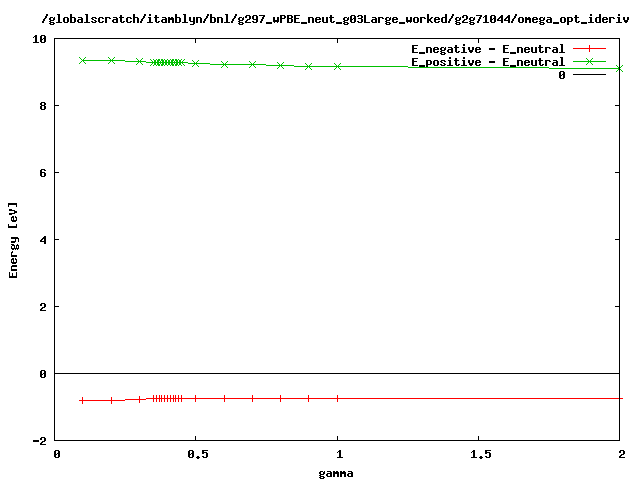 /globalscratch/itamblyn/bnl/g297_wPBE_neut_g03Large_worked/g2g71044/omega_opt_ideriv
10
E_negative - E_neutral
E_positive - E_neutral
0
8
6
Energy [eV]
4
2
0
-2
0 0.5 1 1.5 2
gamma